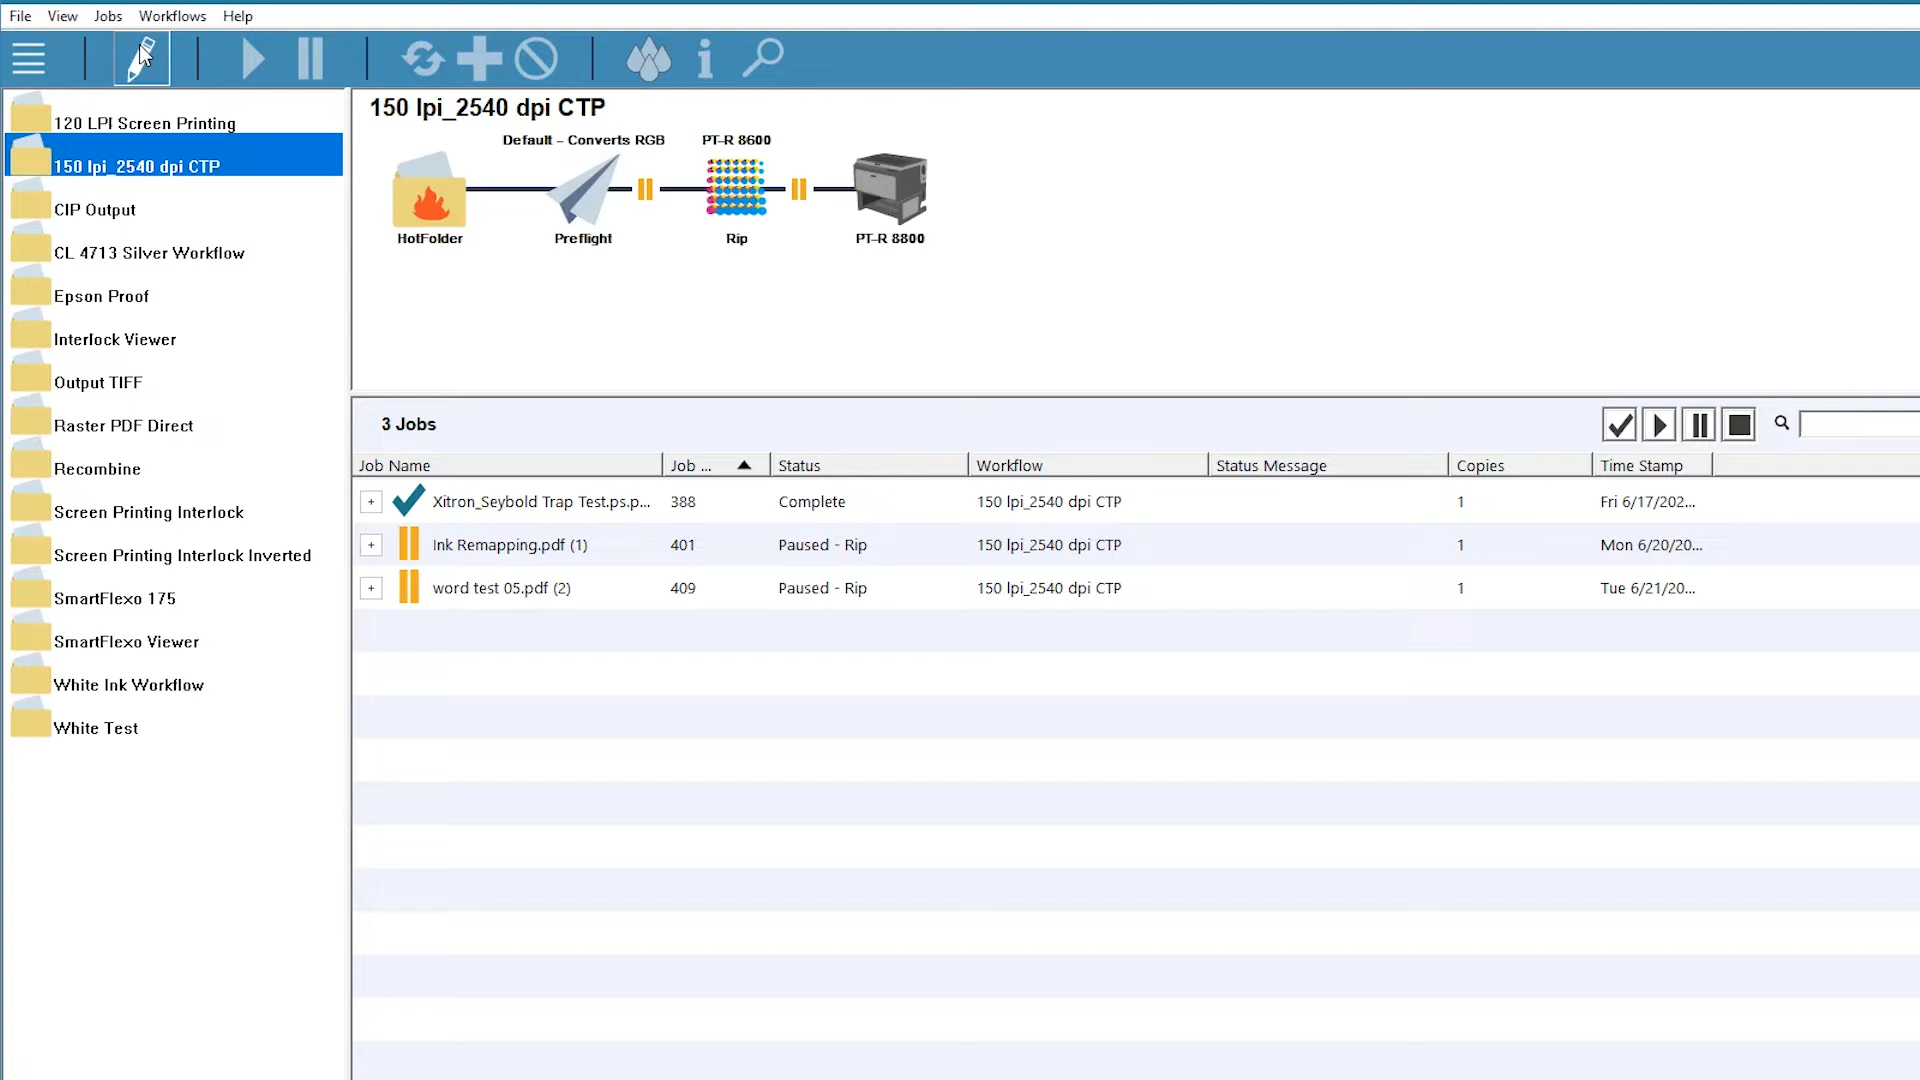 File View Jobs Workflows Help
120 LPI Screen Printing
150 lpi_2540 dpi CTP
CIP Output
CL 4713 Silver Workflow
Epson Proof
Interlock Viewer
Output TIFF
Raster PDF Direct
Recombine
Screen Printing Interlock
Screen Printing Interlock Inverted
SmartFlexo 175
SmartFlexo Viewer
White Ink Workflow
White Test
150 lpi_2540 dpi CTP
Default - Converts RGB PT-R 8600
HotFolder Preflight Rip PT-R 8800
3 Jobs
Job Name Job ... Status Workflow Status Message Copies Time Stamp
Xitron_Seybold Trap Test.ps.p... 388 Complete 150 lpi_2540 dpi CTP 1 Fri 6/17/202...
Ink Remapping.pdf (1) 401 Paused - Rip 150 lpi_2540 dpi CTP 1 Mon 6/20/20...
word test 05.pdf (2) 409 Paused - Rip 150 lpi_2540 dpi CTP 1 Tue 6/21/20...